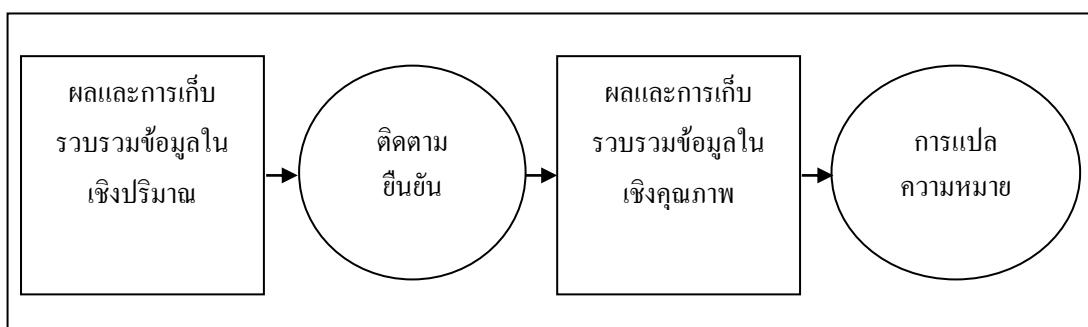 ผลและการเก็บ
รวบรวมข้อมูลใน
เชิงปริมาณ
ติดตาม
ยืนยัน
ผลและการเก็บ
รวบรวมข้อมูลใน
เชิงคุณภาพ
การแปล
ความหมาย